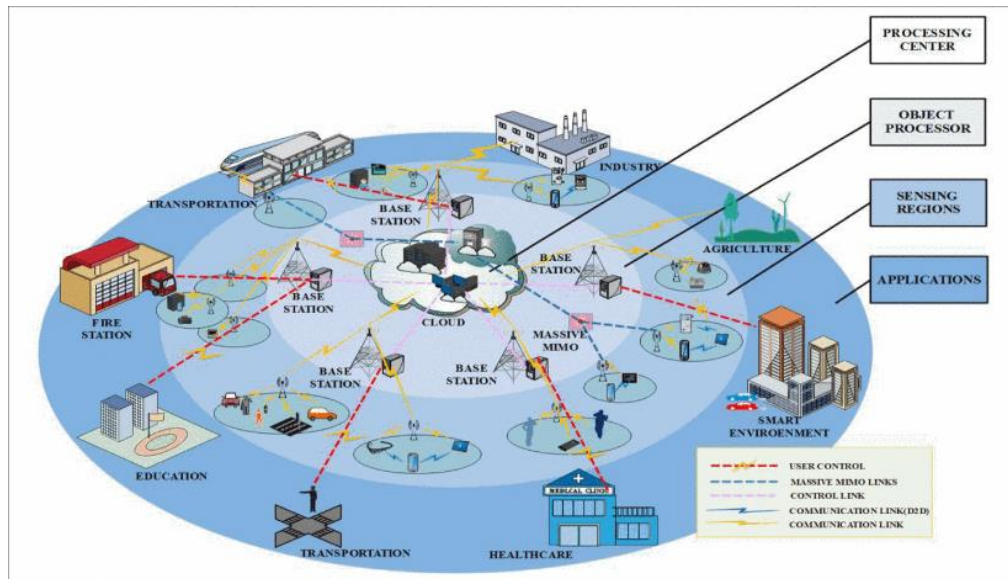 PROCESSING
CENTER
OBJECT
PROCESSOR
SENSING
REGIONS
APPLICATIONS
INDUSTRY
TRANSPORTATION
BASE
STATION
AGRICULTURE
BASE
STATION
FIRE
STATION
BASE
STATION
CLOUD
MASSIVE
MIMO
BASE
STATION
BASE
STATION
SMART
ENVIROENMENT
EDUCATION
MEDICAL CLINIC
TRANSPORTATION
HEALTHCARE
USER CONTROL
MASSIVE MIMO LINKS
CONTROL LINK
COMMUNICATION LINK(D2D)
COMMUNICATION LINK